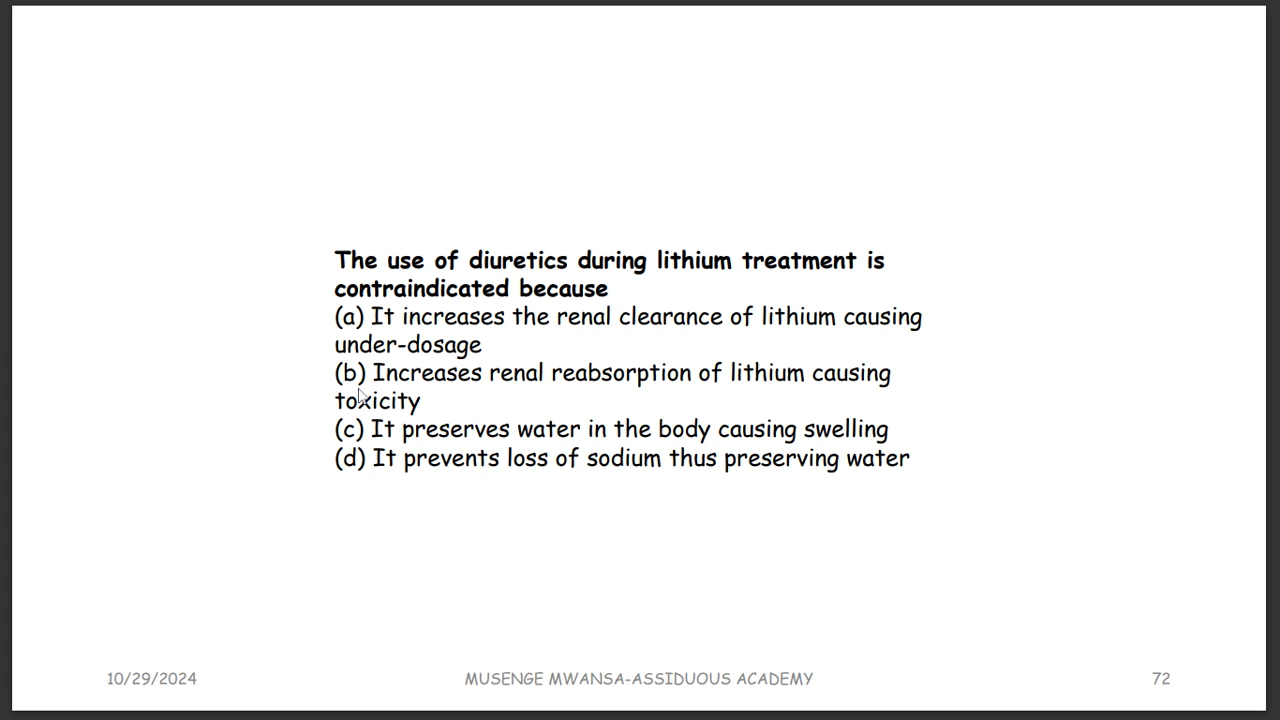 The use of diuretics during lithium treatment is
contraindicated because
(a) It increases the renal clearance of lithium causing
under-dosage
(b) Increases renal reabsorption of lithium causing
toxicity
(c) It preserves water in the body causing swelling
(d) It prevents loss of sodium thus preserving water
10/29/2024
MUSENGE MWANSA-ASSIDUOUS ACADEMY
72